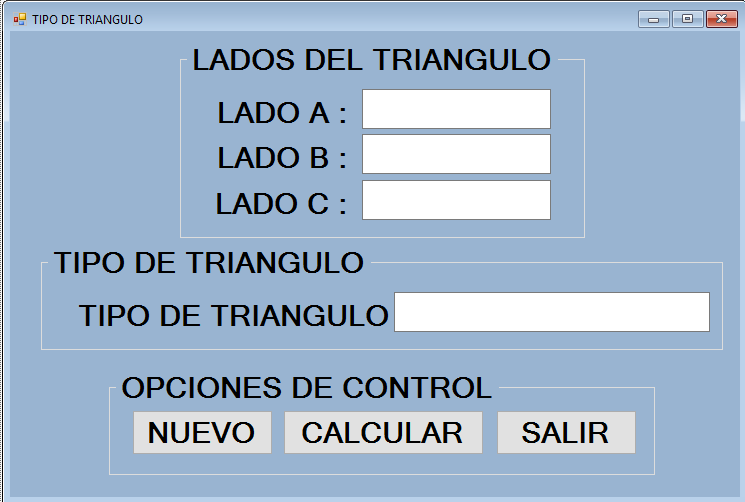 TIPO DE TRIANGULO
LADOS DEL TRIANGULO
LADO A :
LADO B :
LADO C :
TIPO DE TRIANGULO
TIPO DE TRIANGULO
OPCIONES DE CONTROL
NUEVO CALCULAR SALIR